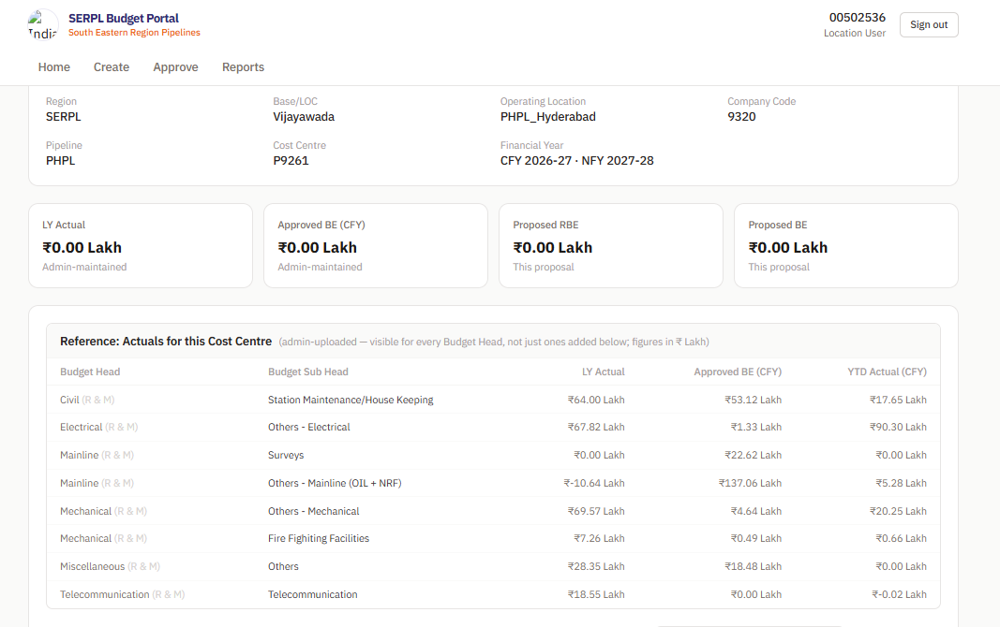 SERPL Budget Portal
South Eastern Region Pipelines
00502536
Location User
Sign out
Home Create Approve Reports
Region Base/LOC Operating Location Company Code
SERPL Vijayawada PHPL_Hyderabad 9320
Pipeline Cost Centre Financial Year
PHPL P9261 CFY 2026-27 · NFY 2027-28
LY Actual Approved BE (CFY) Proposed RBE Proposed BE
₹0.00 Lakh ₹0.00 Lakh ₹0.00 Lakh ₹0.00 Lakh
Admin-maintained Admin-maintained This proposal This proposal
Reference: Actuals for this Cost Centre (admin-uploaded — visible for every Budget Head, not just ones added below; figures in ₹ Lakh)
Budget Head Budget Sub Head LY Actual Approved BE (CFY) YTD Actual (CFY)
Civil (R & M) Station Maintenance/House Keeping ₹64.00 Lakh ₹53.12 Lakh ₹17.65 Lakh
Electrical (R & M) Others - Electrical ₹67.82 Lakh ₹1.33 Lakh ₹90.30 Lakh
Mainline (R & M) Surveys ₹0.00 Lakh ₹22.62 Lakh ₹0.00 Lakh
Mainline (R & M) Others - Mainline (OIL + NRF) ₹-10.64 Lakh ₹137.06 Lakh ₹5.28 Lakh
Mechanical (R & M) Others - Mechanical ₹69.57 Lakh ₹4.64 Lakh ₹20.25 Lakh
Mechanical (R & M) Fire Fighiting Facilities ₹7.26 Lakh ₹0.49 Lakh ₹0.66 Lakh
Miscellaneous (R & M) Others ₹28.35 Lakh ₹18.48 Lakh ₹0.00 Lakh
Telecommunication (R & M) Telecommunication ₹18.55 Lakh ₹0.00 Lakh ₹-0.02 Lakh